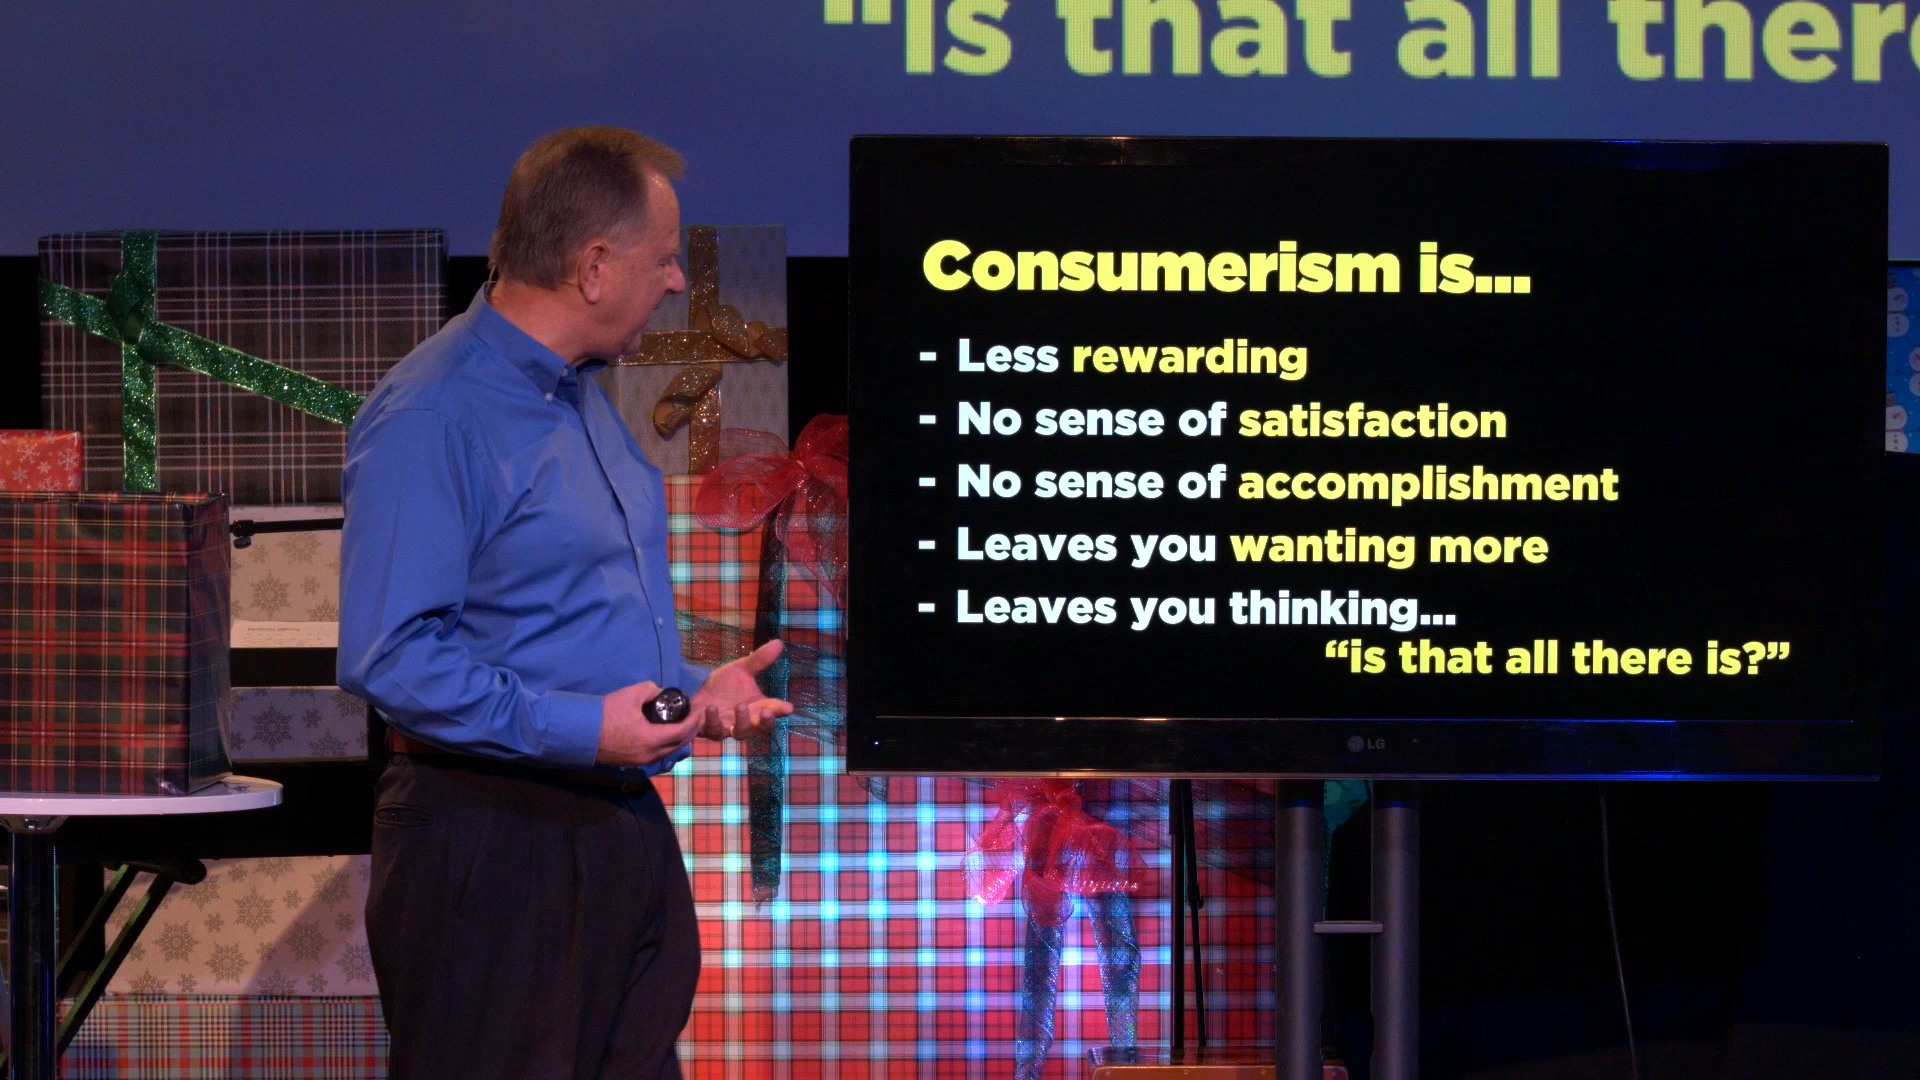 "Is that all there
Consumerism is...
- Less rewarding
- No sense of satisfaction
- No sense of accomplishment
- Leaves you wanting more
- Leaves you thinking...
"is that all there is?"
LG